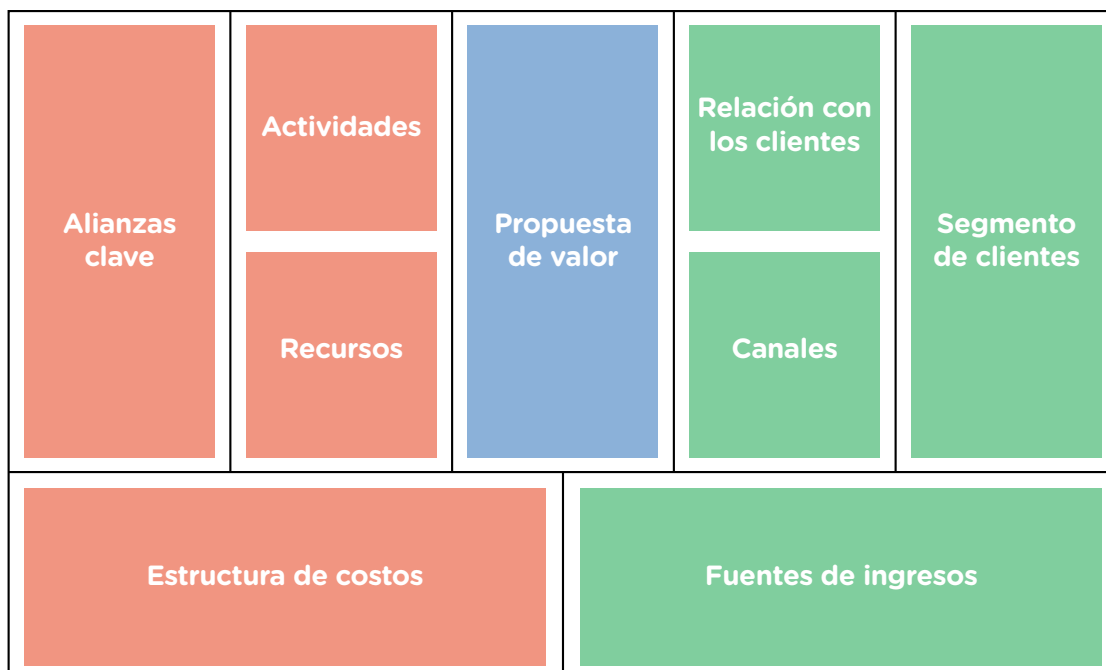 Alianzas
clave
Actividades
Recursos
Propuesta
de valor
Relación con
los clientes
Canales
Segmento
de clientes
Estructura de costos
Fuentes de ingresos